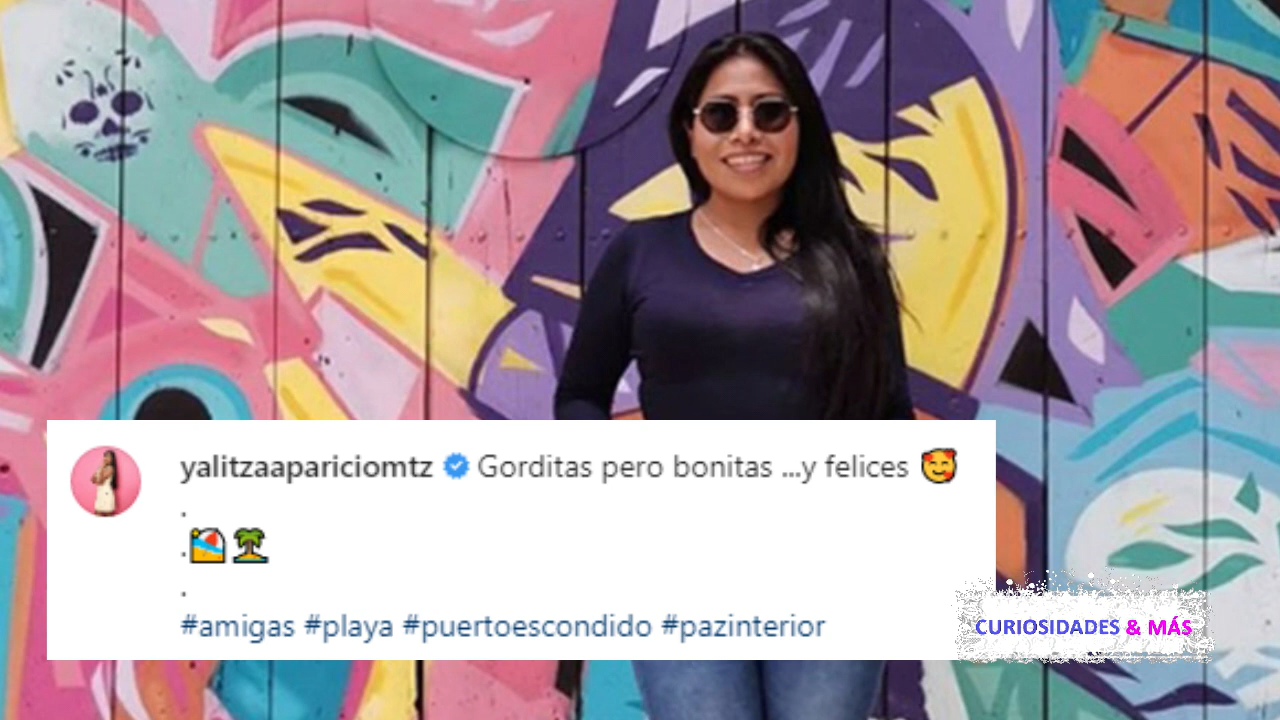 yalitzaapariciomtz Gorditas pero bonitas ...y felices 🥰
.
.🏖️🏝️
.
#amigas #playa #puertoescondido #pazinterior
CURIOSIDADES & MÁS